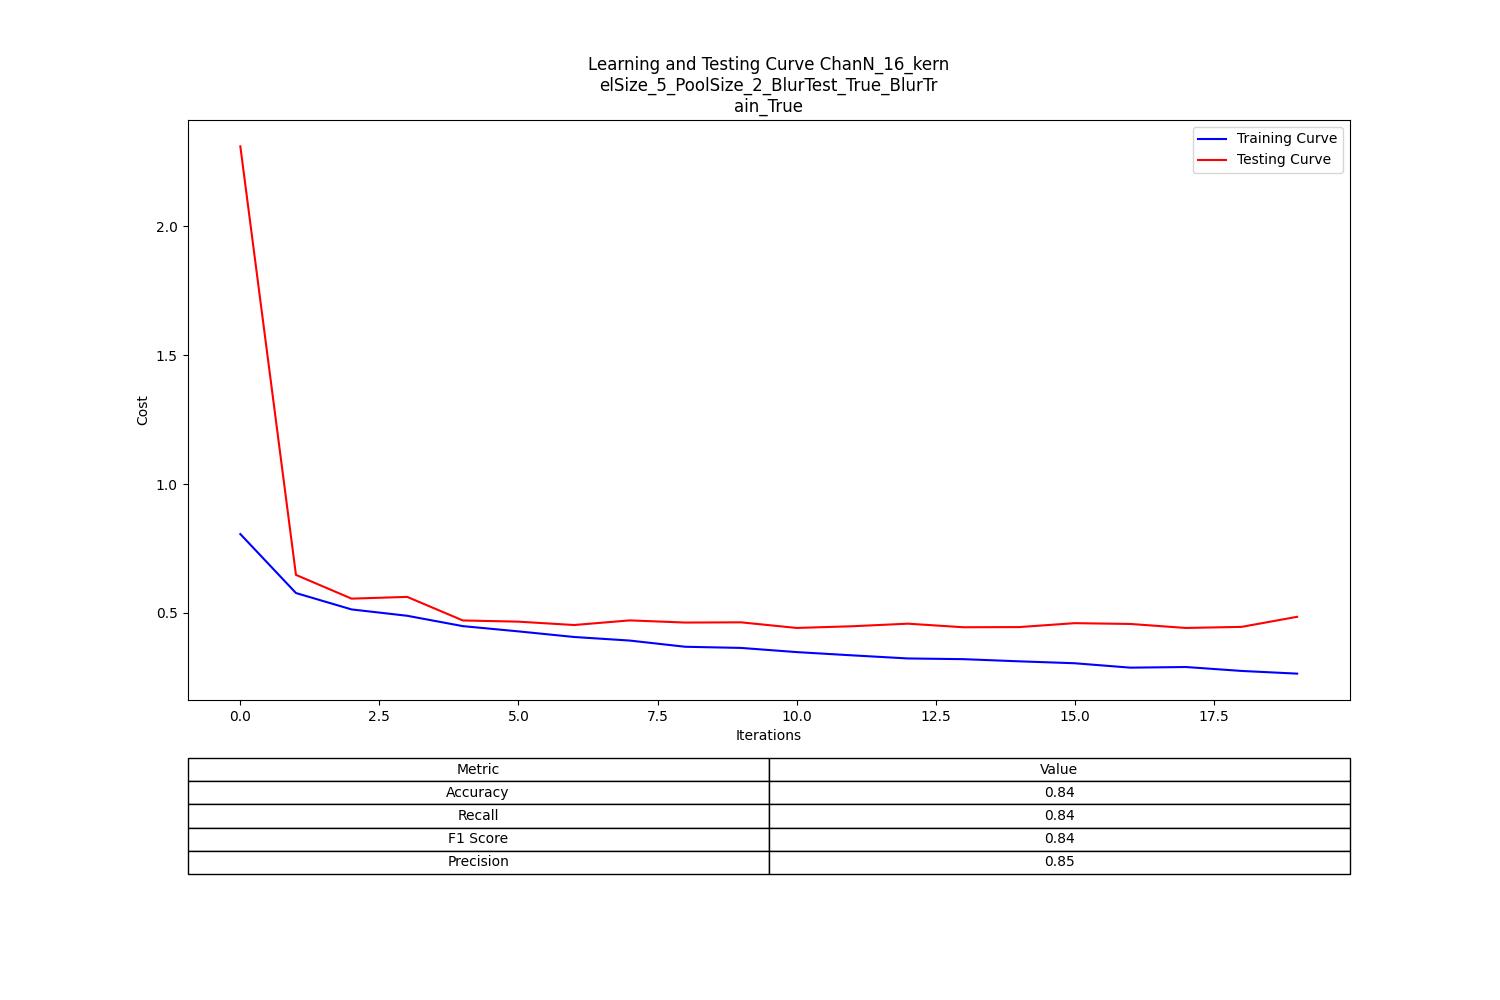 Learning and Testing Curve ChanN_16_kern
elSize_5_PoolSize_2_BlurTest_True_BlurTr
ain_True
Training Curve
Testing Curve
2.0
1.5
1.0
0.5
Cost
0.0 2.5 5.0 7.5 10.0 12.5 15.0 17.5
Iterations
Metric Value
Accuracy 0.84
Recall 0.84
F1 Score 0.84
Precision 0.85